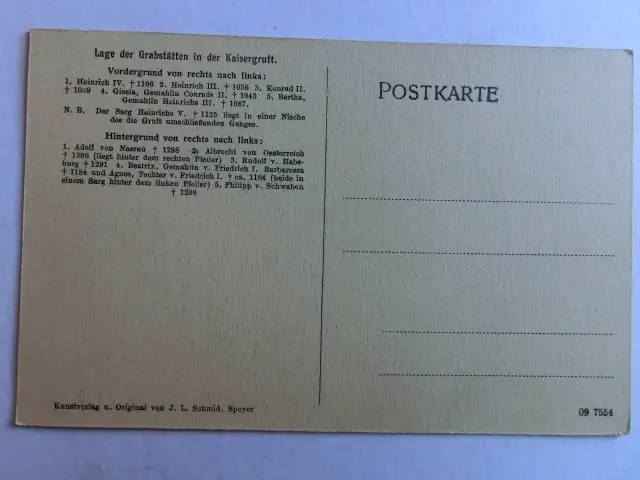 Lage der Grabstätten in der Kaisergruft.
Vordergrund von rechts nach links:
1. Heinrich IV. † 1106 2. Heinrich III. † 1056 3. Konrad II.
† 1039 4. Gisela, Gemahlin Conrads II. † 1043 5. Bertha,
Gemahlin Heinrichs III. † 1087.
N. B. Der Sarg Heinrichs V. † 1125 liegt in einer Nische
des die Gruft umschließenden Ganges.
Hintergrund von rechts nach links:
1. Adolf von Nassau † 1298 2. Albrecht von Oesterreich
† 1308 (liegt hinter dem rechten Pfeiler) 3. Rudolf v. Habs-
burg † 1291 4. Beatrix, Gemahlin v. Friedrich I. Barbarossa
† 1184 und Agnes, Tochter v. Friedrich I. † ca. 1184 (beide in
einem Sarg hinter dem linken Pfeiler) 5. Philipp v. Schwaben
† 1208
Kunstverlag u. Original von J. L. Schmid, Speyer
POSTKARTE
09 7554